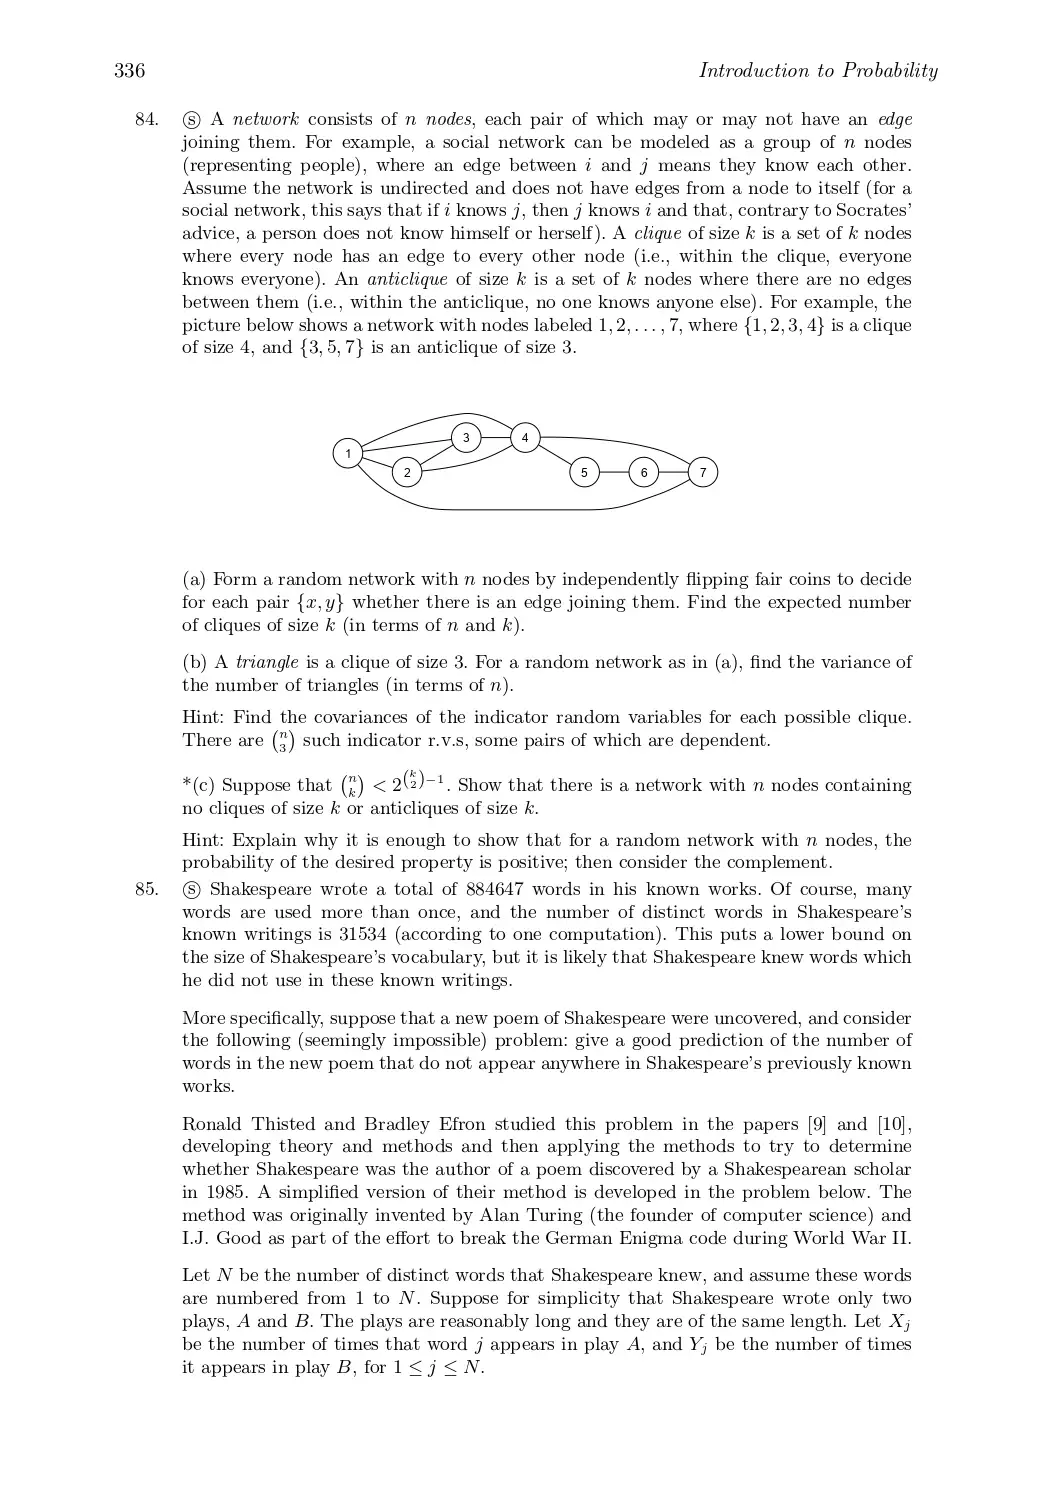 336 Introduction to Probability
84. ⓢ A network consists of n nodes, each pair of which may or may not have an edge
joining them. For example, a social network can be modeled as a group of n nodes
(representing people), where an edge between i and j means they know each other.
Assume the network is undirected and does not have edges from a node to itself (for a
social network, this says that if i knows j, then j knows i and that, contrary to Socrates'
advice, a person does not know himself or herself). A clique of size k is a set of k nodes
where every node has an edge to every other node (i.e., within the clique, everyone
knows everyone). An anticlique of size k is a set of k nodes where there are no edges
between them (i.e., within the anticlique, no one knows anyone else). For example, the
picture below shows a network with nodes labeled 1, 2, . . . , 7, where {1, 2, 3, 4} is a clique
of size 4, and {3, 5, 7} is an anticlique of size 3.
1 2 3 4 5 6 7
(a) Form a random network with n nodes by independently flipping fair coins to decide
for each pair {x, y} whether there is an edge joining them. Find the expected number
of cliques of size k (in terms of n and k).
(b) A triangle is a clique of size 3. For a random network as in (a), find the variance of
the number of triangles (in terms of n).
Hint: Find the covariances of the indicator random variables for each possible clique.
There are $\binom{n}{3}$ such indicator r.v.s, some pairs of which are dependent.
*(c) Suppose that $\binom{n}{k} < 2^{\binom{k}{2}-1}$. Show that there is a network with n nodes containing
no cliques of size k or anticliques of size k.
Hint: Explain why it is enough to show that for a random network with n nodes, the
probability of the desired property is positive; then consider the complement.
85. ⓢ Shakespeare wrote a total of 884647 words in his known works. Of course, many
words are used more than once, and the number of distinct words in Shakespeare's
known writings is 31534 (according to one computation). This puts a lower bound on
the size of Shakespeare's vocabulary, but it is likely that Shakespeare knew words which
he did not use in these known writings.
More specifically, suppose that a new poem of Shakespeare were uncovered, and consider
the following (seemingly impossible) problem: give a good prediction of the number of
words in the new poem that do not appear anywhere in Shakespeare's previously known
works.
Ronald Thisted and Bradley Efron studied this problem in the papers [9] and [10],
developing theory and methods and then applying the methods to try to determine
whether Shakespeare was the author of a poem discovered by a Shakespearean scholar
in 1985. A simplified version of their method is developed in the problem below. The
method was originally invented by Alan Turing (the founder of computer science) and
I.J. Good as part of the effort to break the German Enigma code during World War II.
Let N be the number of distinct words that Shakespeare knew, and assume these words
are numbered from 1 to N. Suppose for simplicity that Shakespeare wrote only two
plays, A and B. The plays are reasonably long and they are of the same length. Let $X_j$
be the number of times that word j appears in play A, and $Y_j$ be the number of times
it appears in play B, for 1 ≤ j ≤ N.